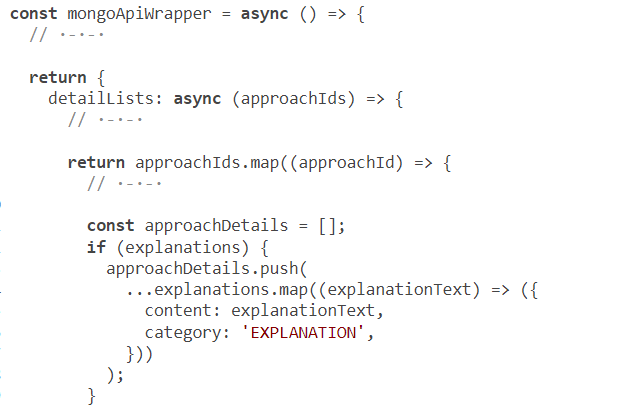 const mongoApiWrapper = async () => {
  // ·-·-·
  return {
    detailLists: async (approachIds) => {
      // ·-·-·
      return approachIds.map((approachId) => {
        // ·-·-·
        const approachDetails = [];
        if (explanations) {
          approachDetails.push(
            ...explanations.map((explanationText) => ({
              content: explanationText,
              category: 'EXPLANATION',
            }))
          );
        }